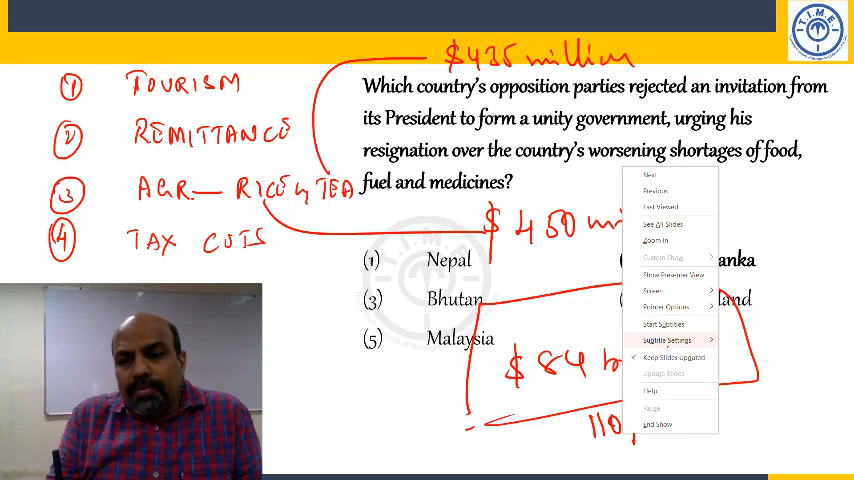 T.I.M.E.
$435 million
① TOURISM
Which country's opposition parties rejected an invitation from
② REMITTANCE
its President to form a unity government, urging his
resignation over the country's worsening shortages of food,
③ AGR — RICE, TEA
fuel and medicines?
④ TAX CUTS
$ 450 mi
(1) Nepal
anka
(3) Bhutan
land
(5) Malaysia
$ 84 b
110
Next
Previous
Last Viewed
See All Slides
Zoom In
Custom Show
Show Presenter View
Screen
Pointer Options
Start Subtitles
Subtitle Settings
Keep Slides Updated
Update Slides
Help
Pause
End Show